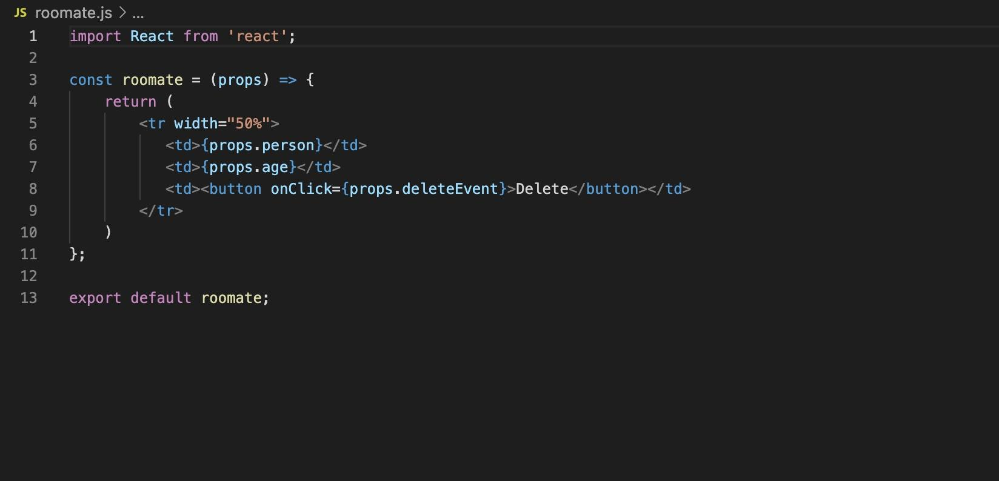 JS roomate.js > ...
1 import React from 'react';
2
3 const roomate = (props) => {
4 return (
5 <tr width="50%">
6 <td>{props.person}</td>
7 <td>{props.age}</td>
8 <td><button onClick={props.deleteEvent}>Delete</button></td>
9 </tr>
10 )
11 };
12
13 export default roomate;